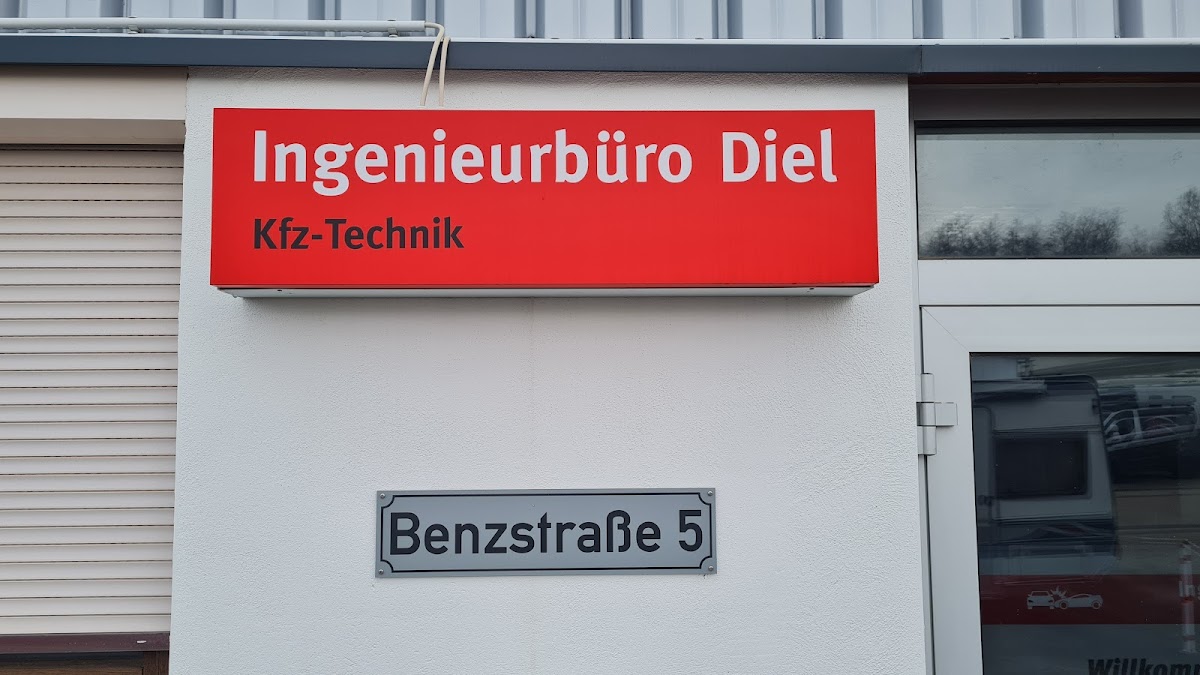 Ingenieurbüro Diel
Kfz-Technik
Benzstraße 5